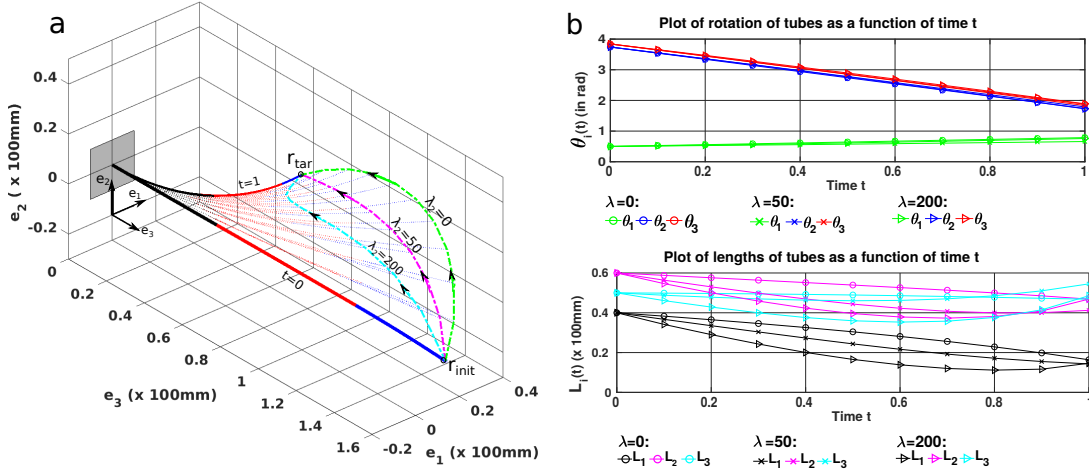 a
0.4
0.2
0
-0.2
e2 ( x 100mm)
0
0.2
0.4
0.6
0.8
1
1.2
1.4
1.6
e3 (x 100mm)
-0.2
0
0.2
0.4
e1 (x 100mm)
e2
e1
e3
rtar
t=1
t=0
λ2=0
λ2=50
rinit
b
Plot of rotation of tubes as a function of time t
θi(t) (in rad)
4
3
2
1
0
0.0
0.2
0.4
0.6
0.8
1
Time t
λ=0: λ=50: λ=200:
θ1 θ2 θ3 θ1 θ2 θ3 θ1 θ2 θ3
Plot of lengths of tubes as a function of time t
Li(t) (x 100mm)
0.6
0.4
0.2
0
0.0
0.2
0.4
0.6
0.8
Time t
λ=0: λ=50: λ=200:
L1 L2 L3 L1 L2 L3 L1 L2 L3